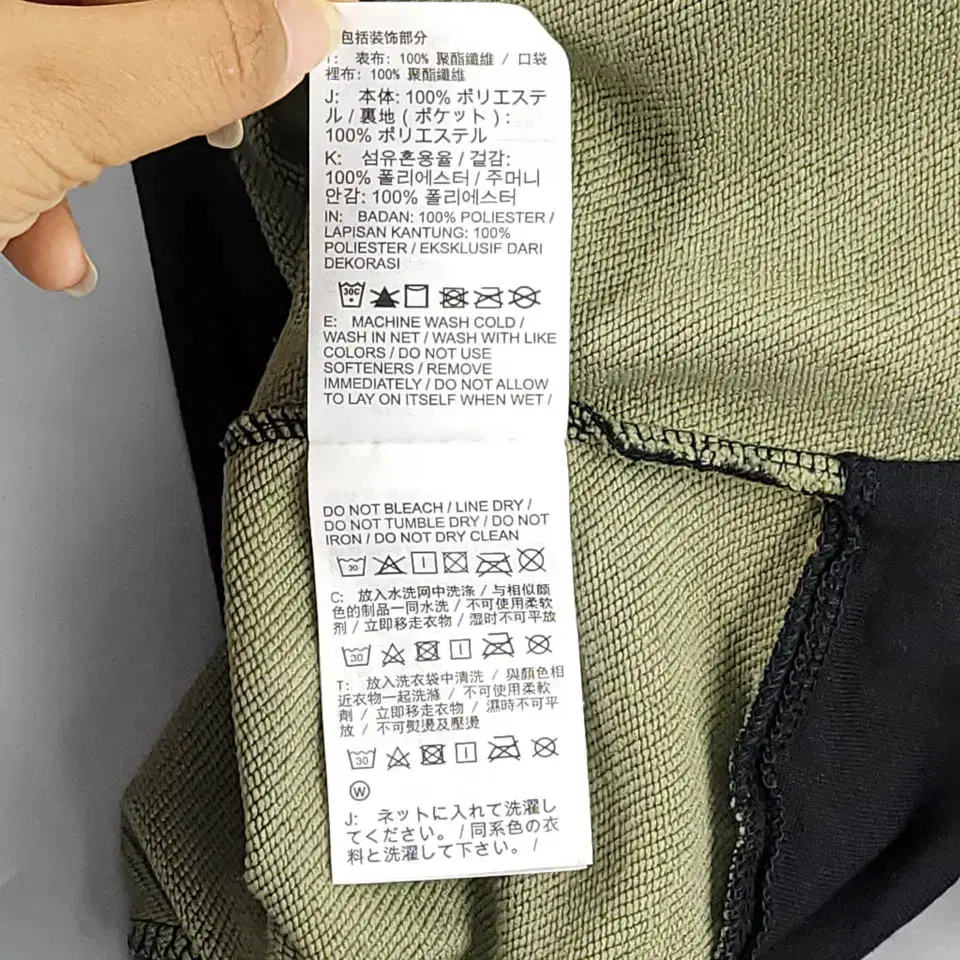 包括装饰部分
T: 表布: 100% 聚酯纖維 / 口袋
裡布: 100% 聚酯纖維
J: 本体: 100% ポリエステ
ル / 裏地 ( ポケット ) :
100% ポリエステル
K: 섬유혼용율 / 겉감:
100% 폴리에스터 / 주머니
안감: 100% 폴리에스터
IN: BADAN: 100% POLIESTER /
LAPISAN KANTUNG: 100%
POLIESTER / EKSKLUSIF DARI
DEKORASI
30C
E: MACHINE WASH COLD /
WASH IN NET / WASH WITH LIKE
COLORS / DO NOT USE
SOFTENERS / REMOVE
IMMEDIATELY / DO NOT ALLOW
TO LAY ON ITSELF WHEN WET /
DO NOT BLEACH / LINE DRY /
DO NOT TUMBLE DRY / DO NOT
IRON / DO NOT DRY CLEAN
30
C: 放入水洗网中洗涤 / 与相似颜
色的制品一同水洗 / 不可使用柔软
剂 / 立即移走衣物 / 湿时不可平放
30
T: 放入洗衣袋中清洗 / 與顏色相
近衣物一起洗滌 / 不可使用柔軟
劑 / 立即移走衣物 / 濕時不可平
放 / 不可熨燙及壓燙
30
W
J: ネットに入れて洗濯し
てください。 / 同系色の衣
料と洗濯して下さい。 /